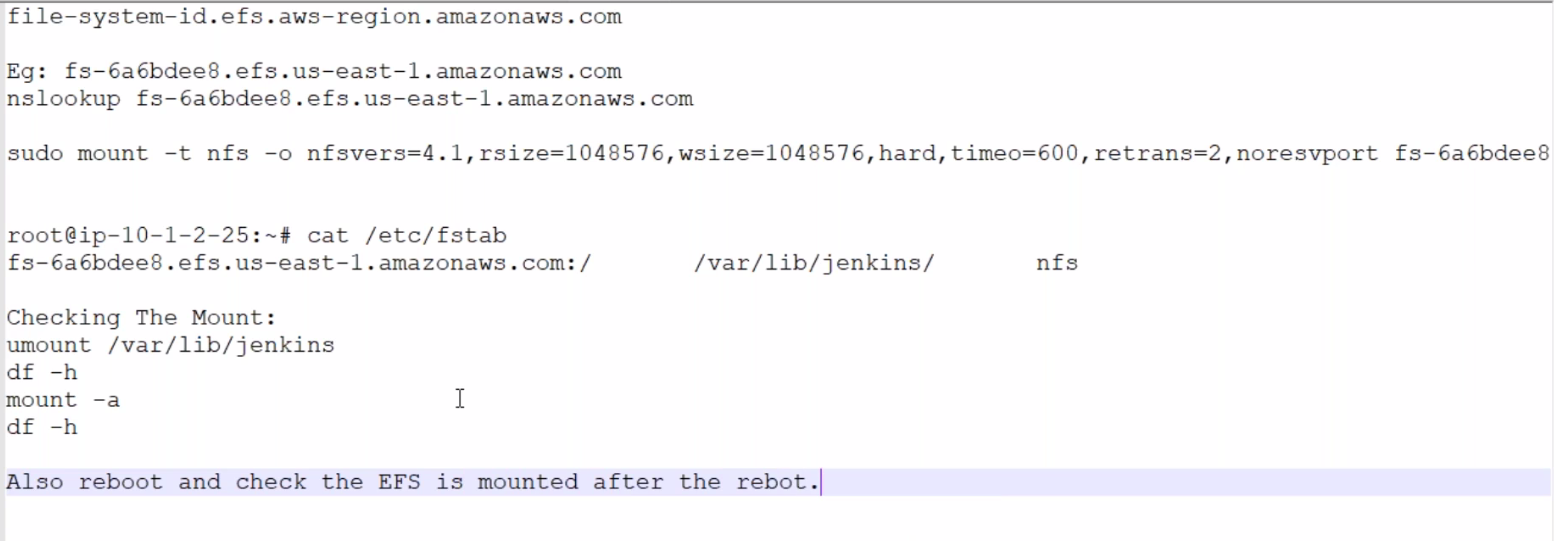 file-system-id.efs.aws-region.amazonaws.com
Eg: fs-6a6bdee8.efs.us-east-1.amazonaws.com
nslookup fs-6a6bdee8.efs.us-east-1.amazonaws.com
sudo mount -t nfs -o nfsvers=4.1,rsize=1048576,wsize=1048576,hard,timeo=600,retrans=2,noresvport fs-6a6bdee8
root@ip-10-1-2-25:~# cat /etc/fstab
fs-6a6bdee8.efs.us-east-1.amazonaws.com:/ /var/lib/jenkins/ nfs
Checking The Mount:
umount /var/lib/jenkins
df -h
mount -a
df -h
Also reboot and check the EFS is mounted after the rebot.